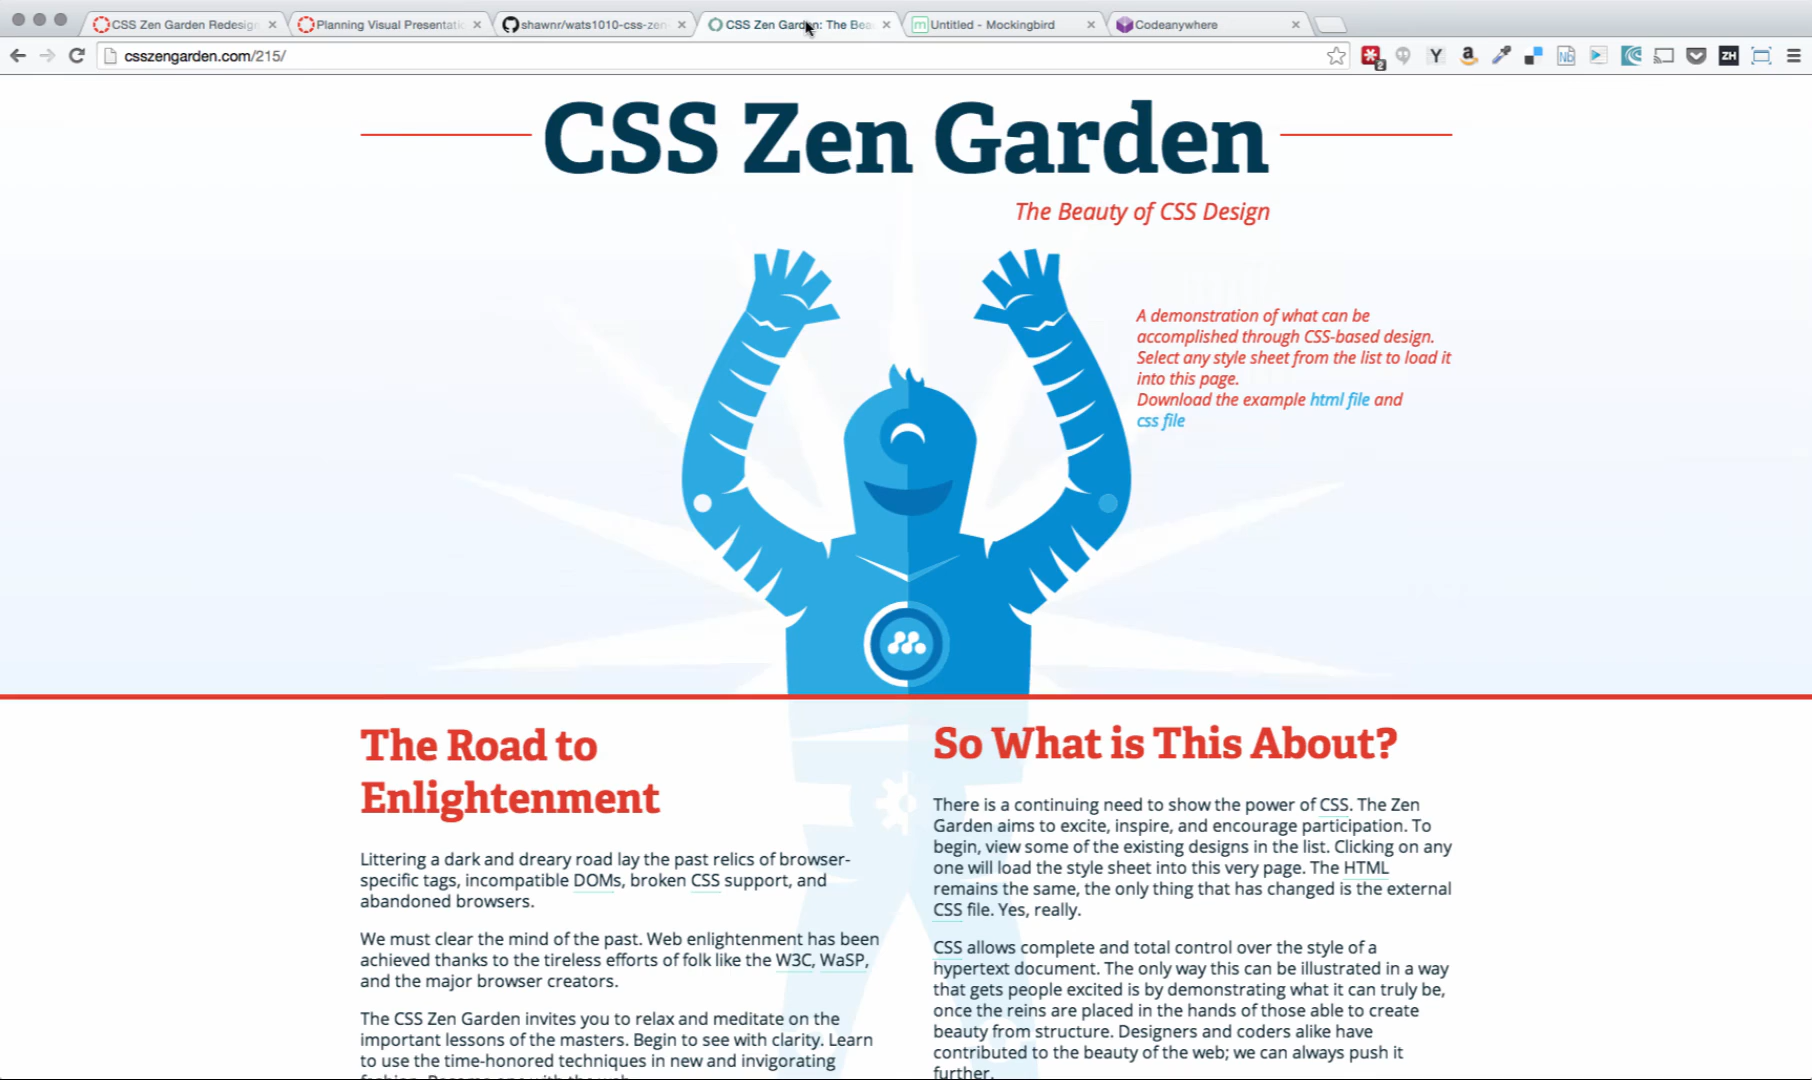 CSS Zen Garden Redesign
Planning Visual Presentatio
shawnr/wats1010-css-zen-
CSS Zen Garden: The Bea
Untitled - Mockingbird
Codeanywhere
csszengarden.com/215/
2
Y
a
Nb
ZH
CSS Zen Garden
The Beauty of CSS Design
A demonstration of what can be
accomplished through CSS-based design.
Select any style sheet from the list to load it
into this page.
Download the example html file and
css file
The Road to
Enlightenment
Littering a dark and dreary road lay the past relics of browser-
specific tags, incompatible DOMs, broken CSS support, and
abandoned browsers.
We must clear the mind of the past. Web enlightenment has been
achieved thanks to the tireless efforts of folk like the W3C, WaSP,
and the major browser creators.
The CSS Zen Garden invites you to relax and meditate on the
important lessons of the masters. Begin to see with clarity. Learn
to use the time-honored techniques in new and invigorating
So What is This About?
There is a continuing need to show the power of CSS. The Zen
Garden aims to excite, inspire, and encourage participation. To
begin, view some of the existing designs in the list. Clicking on any
one will load the style sheet into this very page. The HTML
remains the same, the only thing that has changed is the external
CSS file. Yes, really.
CSS allows complete and total control over the style of a
hypertext document. The only way this can be illustrated in a way
that gets people excited is by demonstrating what it can truly be,
once the reins are placed in the hands of those able to create
beauty from structure. Designers and coders alike have
contributed to the beauty of the web; we can always push it
further.